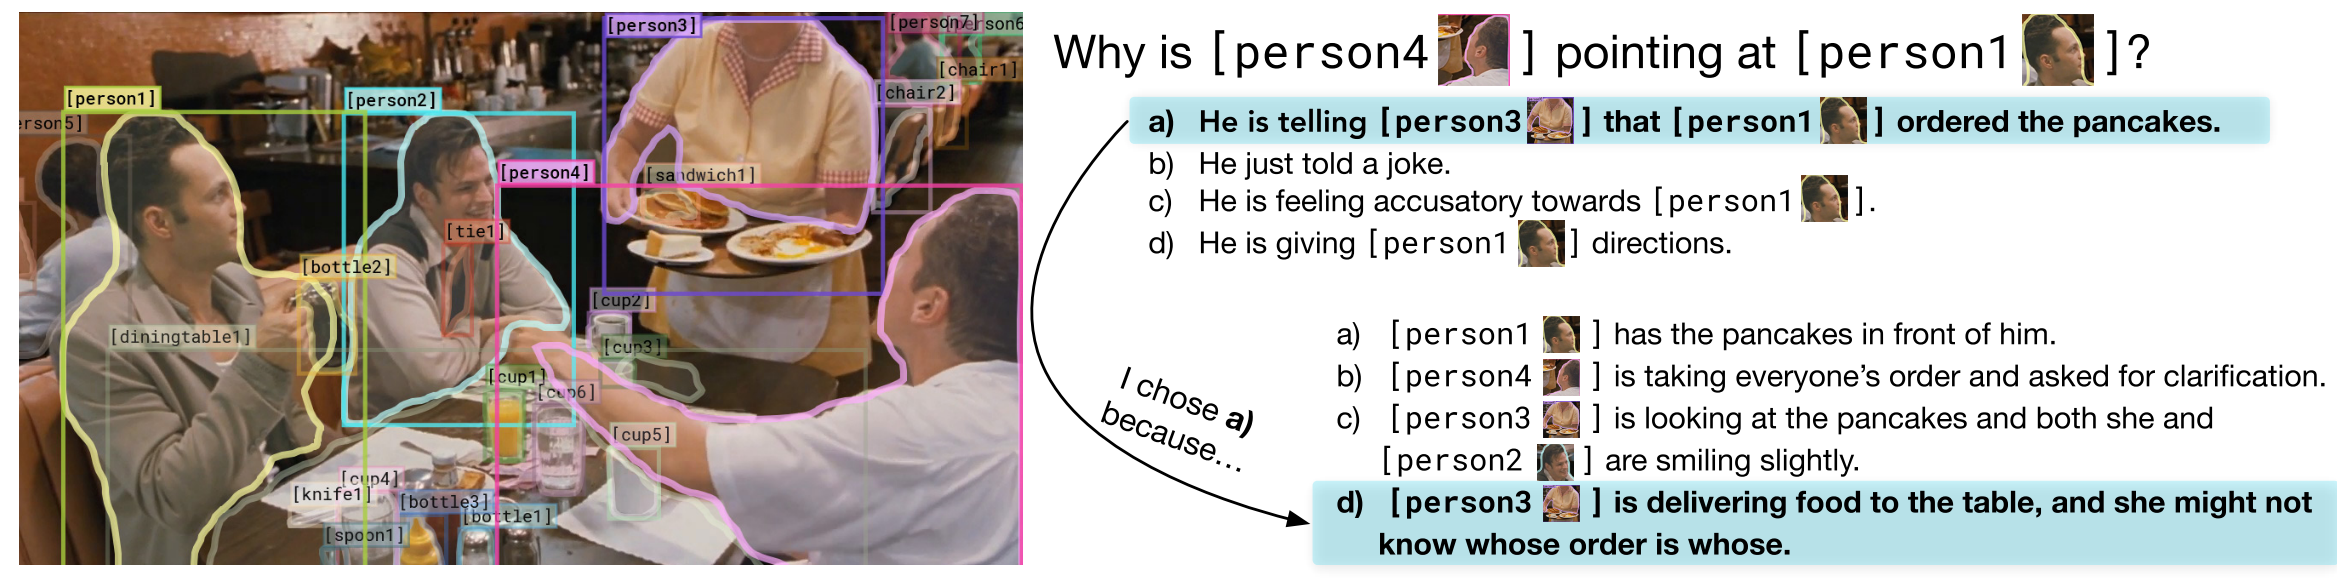 [person3]
[person7]
erson6]
[chair1]
[person1]
[person2]
[chair2]
erson5]
[person4]
[sandwich1]
[tie1]
[bottle2]
[cup2]
[diningtable1]
[cup3]
[cup1]
[cup6]
[cup5]
[cup4]
[knife1]
[bottle3]
[bottle1]
[spoon1]
Why is [person4 ] pointing at [person1 ]?
a) He is telling [person3 ] that [person1 ] ordered the pancakes.
b) He just told a joke.
c) He is feeling accusatory towards [person1 ].
d) He is giving [person1 ] directions.
I chose a)
because...
a) [person1 ] has the pancakes in front of him.
b) [person4 ] is taking everyone's order and asked for clarification.
c) [person3 ] is looking at the pancakes and both she and
[person2 ] are smiling slightly.
d) [person3 ] is delivering food to the table, and she might not
know whose order is whose.